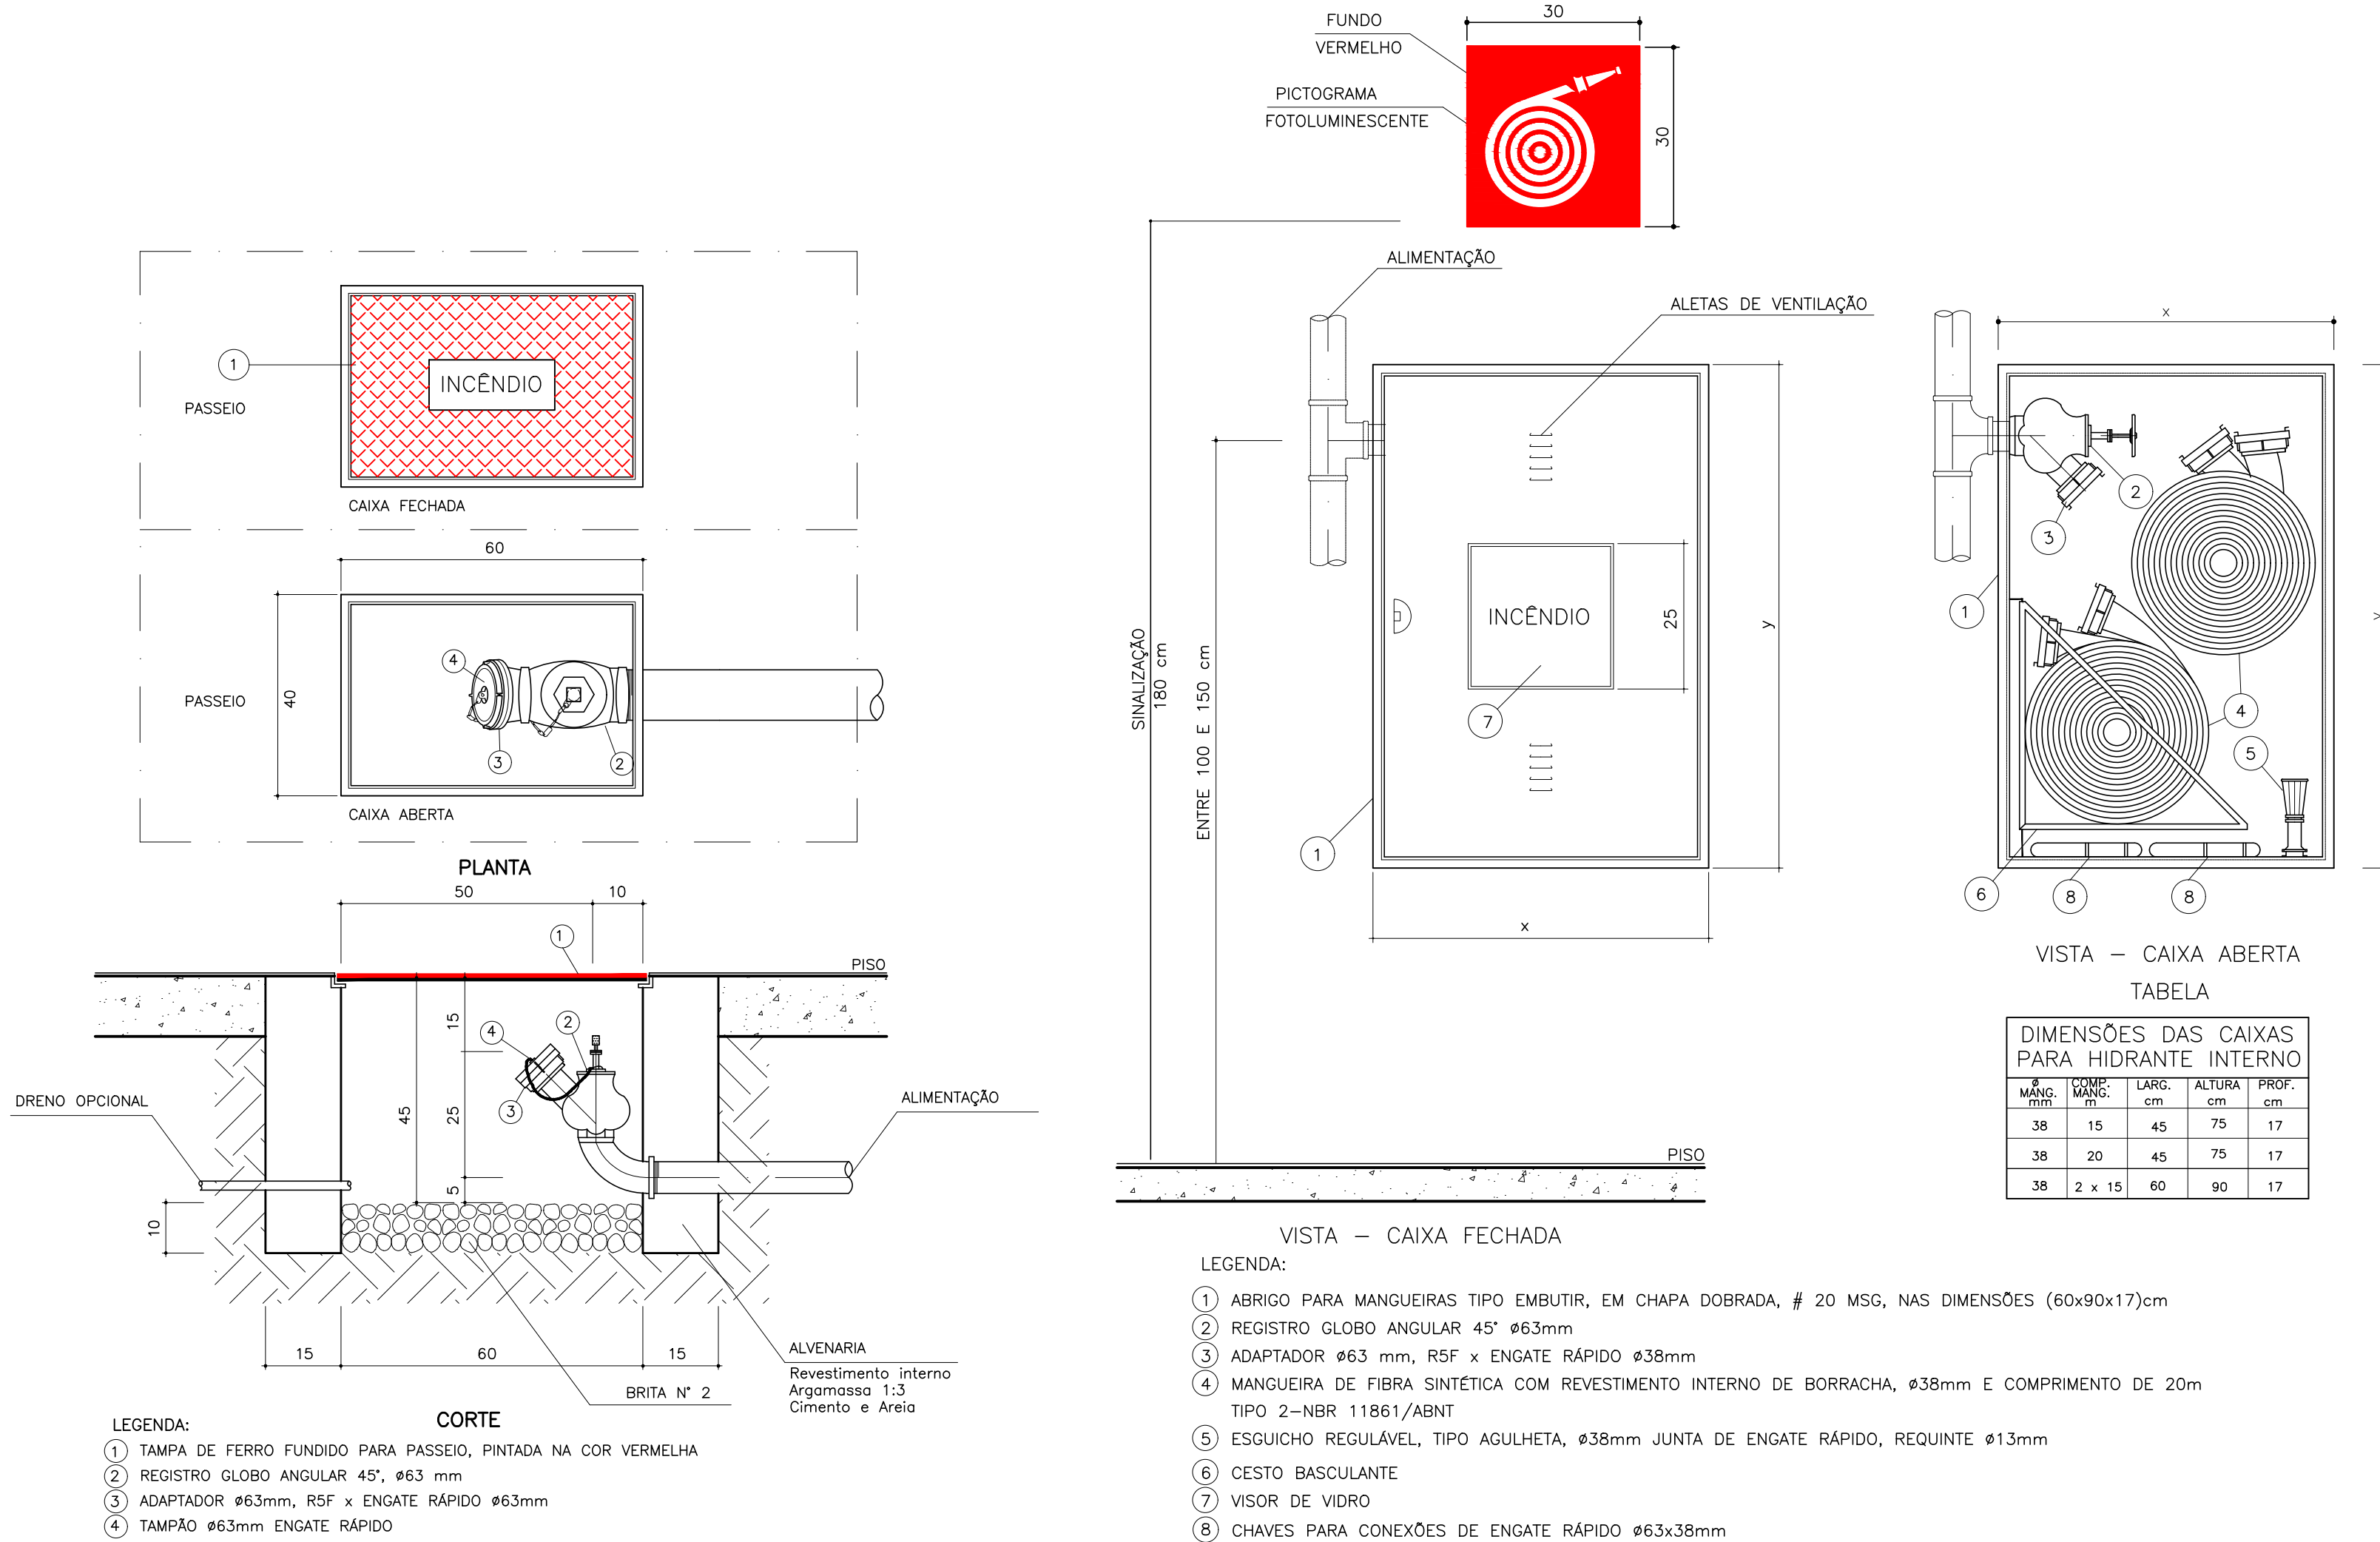 PASSEIO
1
INCÊNDIO
CAIXA FECHADA
60
40
PASSEIO
4
3
2
CAIXA ABERTA
PLANTA
50
10
1
PISO
15
4
2
3
45
25
5
10
DRENO OPCIONAL
ALIMENTAÇÃO
15
60
15
ALVENARIA
Revestimento interno
Argamassa 1:3
Cimento e Areia
BRITA N° 2
CORTE
LEGENDA:
1 TAMPA DE FERRO FUNDIDO PARA PASSEIO, PINTADA NA COR VERMELHA
2 REGISTRO GLOBO ANGULAR 45°, ø63 mm
3 ADAPTADOR ø63mm, R5F x ENGATE RÁPIDO ø63mm
4 TAMPÃO ø63mm ENGATE RÁPIDO
FUNDO
VERMELHO
PICTOGRAMA
FOTOLUMINESCENTE
30
30
ALIMENTAÇÃO
ALETAS DE VENTILAÇÃO
SINALIZAÇÃO
180 cm
ENTRE 100 E 150 cm
INCÊNDIO
25
y
7
1
x
PISO
VISTA – CAIXA FECHADA
x
y
1
2
3
4
5
6
8
8
VISTA – CAIXA ABERTA
TABELA
DIMENSÕES DAS CAIXAS
PARA HIDRANTE INTERNO
ø MANG. mm COMP. MANG. m LARG. cm ALTURA cm PROF. cm
38 15 45 75 17
38 20 45 75 17
38 2 x 15 60 90 17
LEGENDA:
1 ABRIGO PARA MANGUEIRAS TIPO EMBUTIR, EM CHAPA DOBRADA, # 20 MSG, NAS DIMENSÕES (60x90x17)cm
2 REGISTRO GLOBO ANGULAR 45° ø63mm
3 ADAPTADOR ø63 mm, R5F x ENGATE RÁPIDO ø38mm
4 MANGUEIRA DE FIBRA SINTÉTICA COM REVESTIMENTO INTERNO DE BORRACHA, ø38mm E COMPRIMENTO DE 20m
TIPO 2–NBR 11861/ABNT
5 ESGUICHO REGULÁVEL, TIPO AGULHETA, ø38mm JUNTA DE ENGATE RÁPIDO, REQUINTE ø13mm
6 CESTO BASCULANTE
7 VISOR DE VIDRO
8 CHAVES PARA CONEXÕES DE ENGATE RÁPIDO ø63x38mm